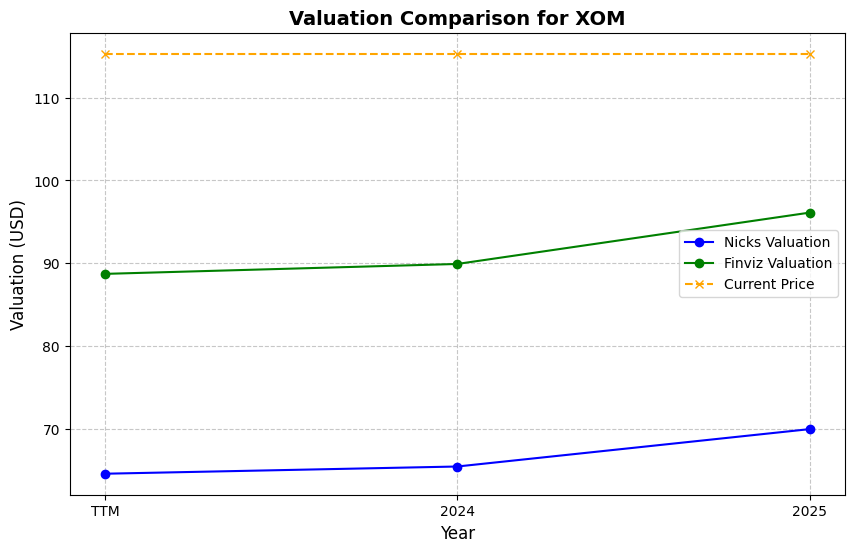 Valuation Comparison for XOM
Valuation (USD)
110
100
90
80
70
Nicks Valuation
Finviz Valuation
Current Price
TTM
2024
2025
Year